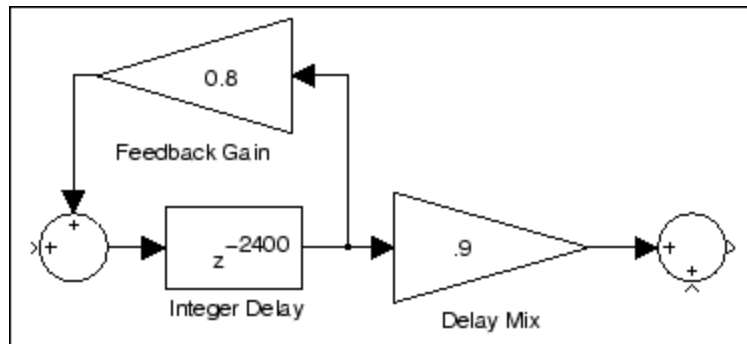 0.8
Feedback Gain
+
+
z-2400
.9
+
+
Integer Delay
Delay Mix